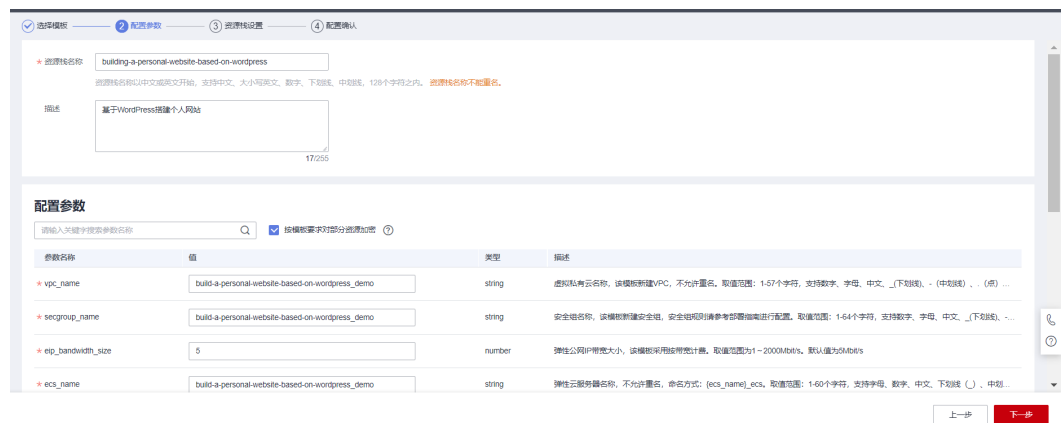 选择模板 2 配置参数 3 资源栈设置 4 配置确认
* 资源栈名称 building-a-personal-website-based-on-wordpress
资源栈名称以中文或英文开始，支持中文、大小写英文、数字、下划线、中划线，128个字符之内。 资源栈名称不能重名。
描述 基于WordPress搭建个人网站
17/255
配置参数
请输入关键字搜索参数名称 按模板要求对部分资源加密 ?
参数名称 值 类型 描述
* vpc_name build-a-personal-website-based-on-wordpress_demo string 虚拟私有云名称，该模板新建VPC，不允许重名。取值范围：1-57个字符，支持数字、字母、中文、_(下划线)、-（中划线）、.（点）...
* secgroup_name build-a-personal-website-based-on-wordpress_demo string 安全组名称，该模板新建安全组，安全组规则请参考部署指南进行配置。取值范围：1-64个字符，支持数字、字母、中文、_(下划线)、-...
* eip_bandwidth_size 5 number 弹性公网IP带宽大小，该模板采用按带宽计费。取值范围为1～2000Mbit/s。默认值为5Mbit/s
* ecs_name build-a-personal-website-based-on-wordpress_demo string 弹性云服务器名称，不允许重名，命名方式：{ecs_name}_ecs。取值范围：1-60个字符，支持字母、数字、中文、下划线（_）、中划...
?
上一步 下一步